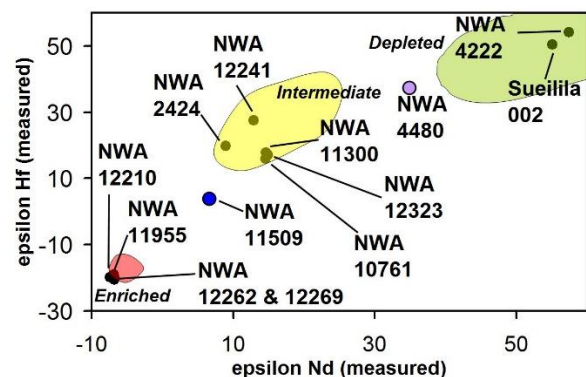 50
30
10
-10
-30
epsilon Hf (measured)
NWA
12241
NWA
2424
Intermediate
Depleted
NWA
4222
Sueilila
002
NWA
4480
NWA
11300
NWA
12323
NWA
10761
NWA
12210
NWA
11955
NWA
11509
NWA
12262 & 12269
Enriched
-10
10
30
50
epsilon Nd (measured)